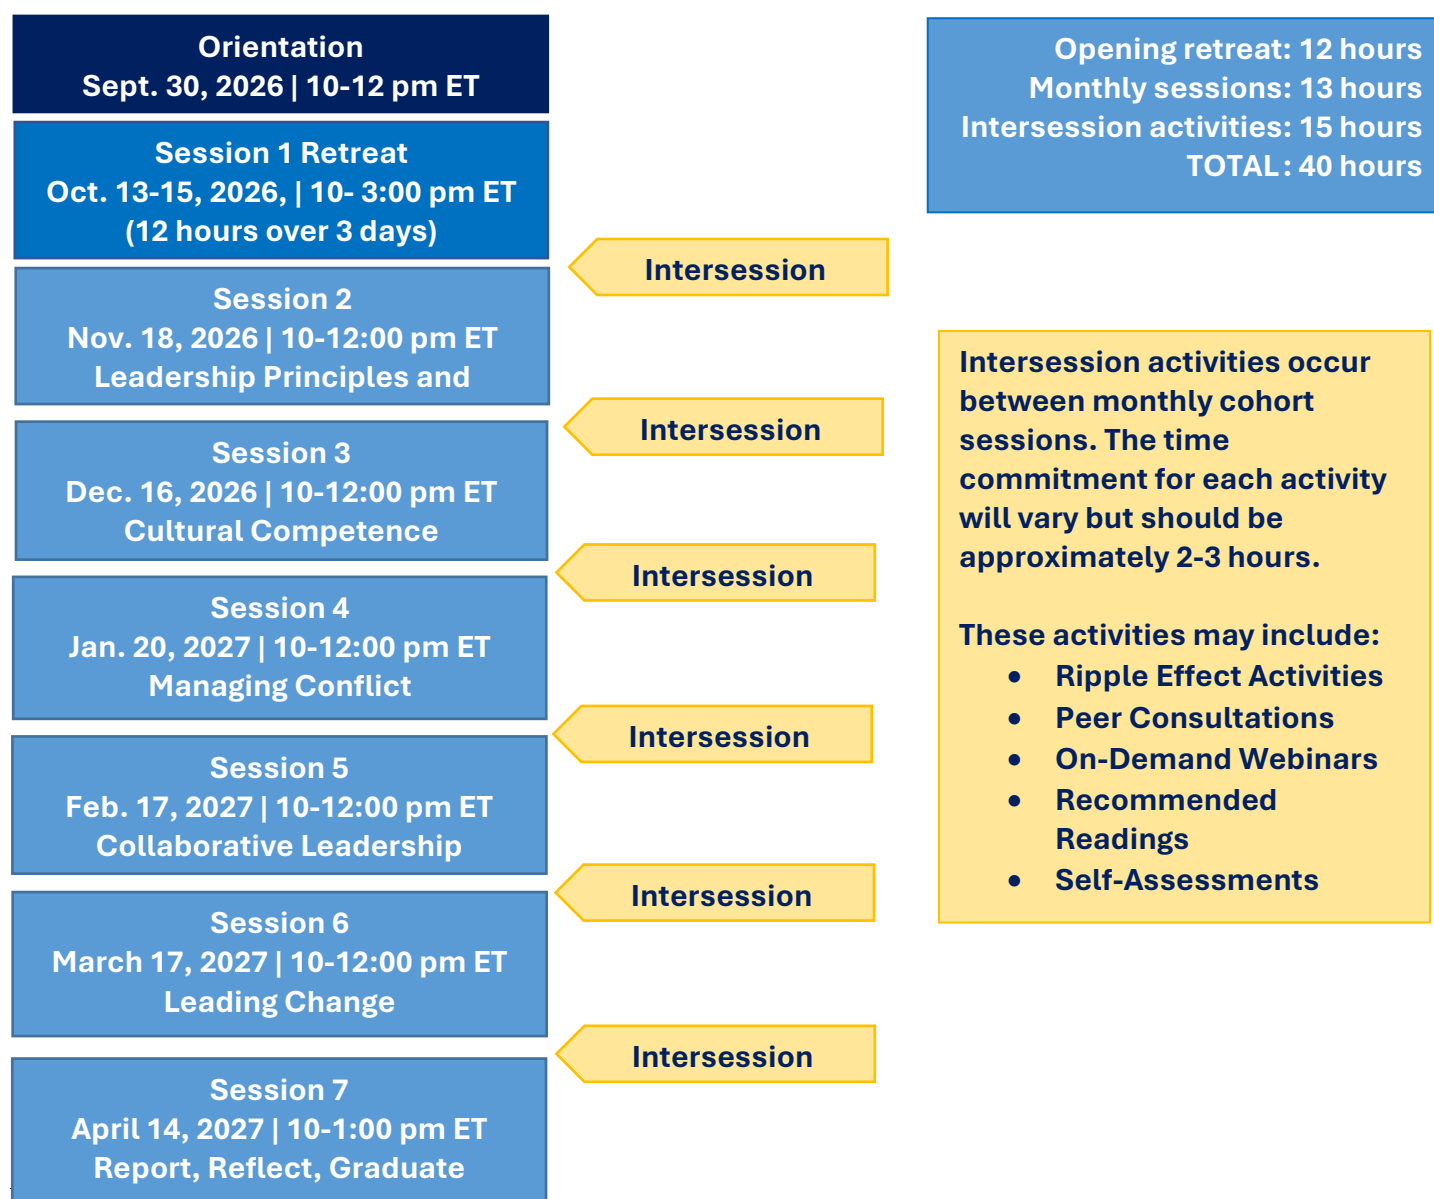 Orientation
Sept. 30, 2026 | 10-12 pm ET
Session 1 Retreat
Oct. 13-15, 2026, | 10- 3:00 pm ET
(12 hours over 3 days)
Session 2
Nov. 18, 2026 | 10-12:00 pm ET
Leadership Principles and
Session 3
Dec. 16, 2026 | 10-12:00 pm ET
Cultural Competence
Session 4
Jan. 20, 2027 | 10-12:00 pm ET
Managing Conflict
Session 5
Feb. 17, 2027 | 10-12:00 pm ET
Collaborative Leadership
Session 6
March 17, 2027 | 10-12:00 pm ET
Leading Change
Session 7
April 14, 2027 | 10-1:00 pm ET
Report, Reflect, Graduate
Intersession
Intersession
Intersession
Intersession
Intersession
Intersession
Opening retreat: 12 hours
Monthly sessions: 13 hours
Intersession activities: 15 hours
TOTAL: 40 hours
Intersession activities occur
between monthly cohort
sessions. The time
commitment for each activity
will vary but should be
approximately 2-3 hours.
These activities may include:
• Ripple Effect Activities
• Peer Consultations
• On-Demand Webinars
• Recommended
Readings
• Self-Assessments